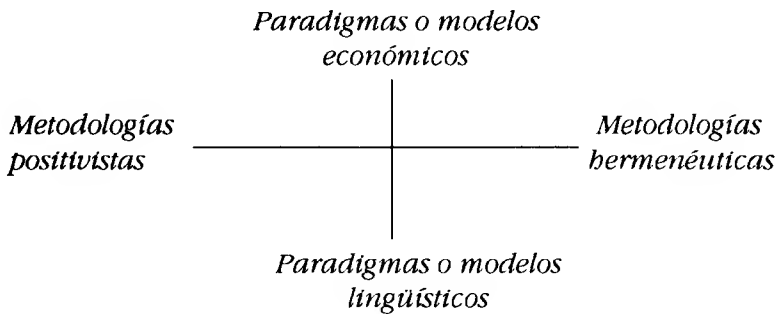 Paradigmas o modelos
económicos
Metodologías
positivistas
Metodologías
hermenéuticas
Paradigmas o modelos
lingüísticos